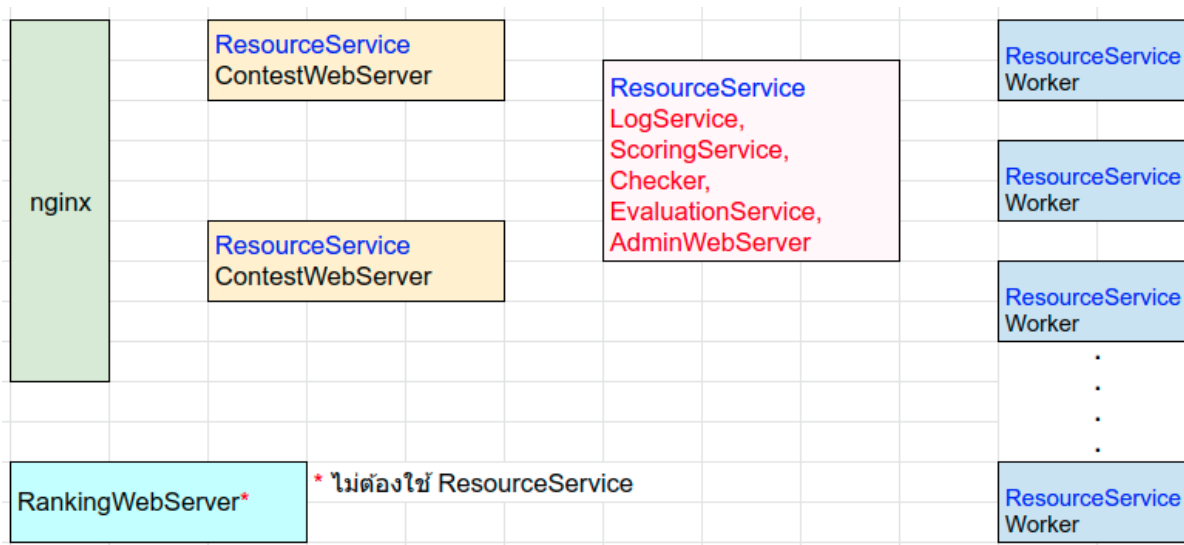 nginx
ResourceService
ContestWebServer
ResourceService
ContestWebServer
ResourceService
LogService,
ScoringService,
Checker,
EvaluationService,
AdminWebServer
ResourceService
Worker
ResourceService
Worker
ResourceService
Worker
.
.
.
.
ResourceService
Worker
RankingWebServer*
* ไม่ต้องใช้ ResourceService